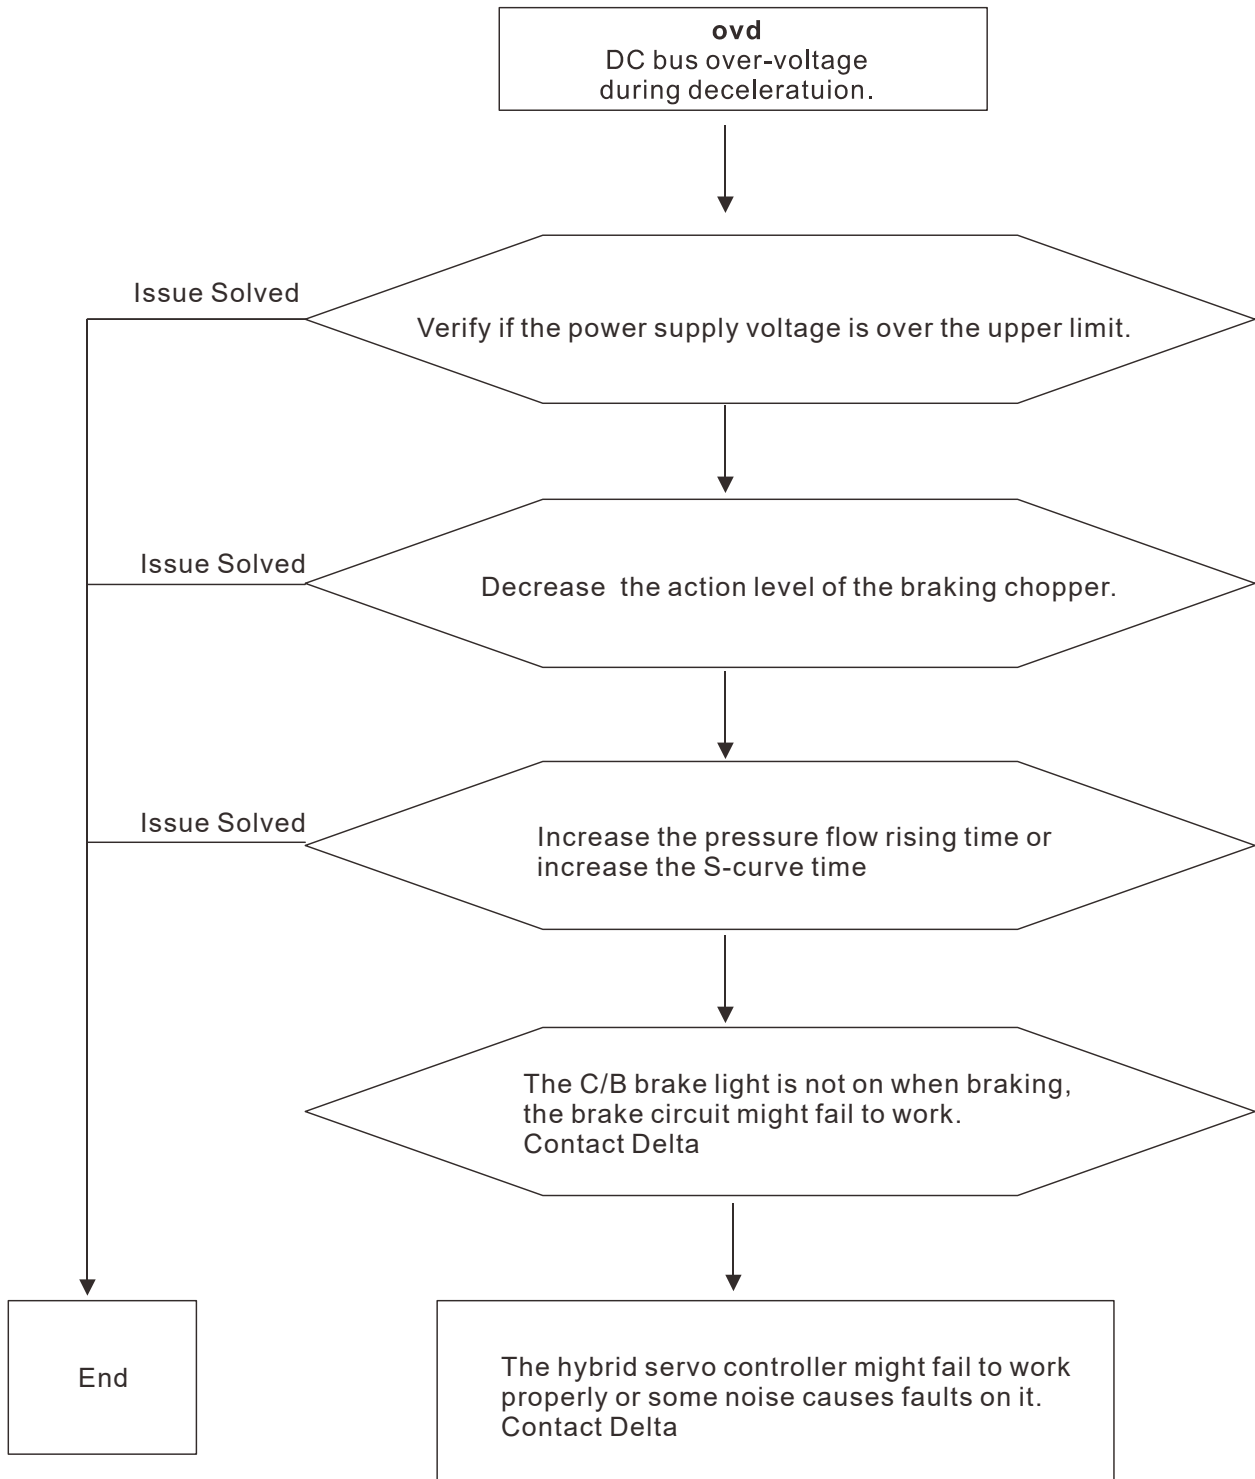 ovd
DC bus over-voltage
during deceleratuion.
Issue Solved
Verify if the power supply voltage is over the upper limit.
Issue Solved
Decrease the action level of the braking chopper.
Issue Solved
Increase the pressure flow rising time or
increase the S-curve time
The C/B brake light is not on when braking,
the brake circuit might fail to work.
Contact Delta
End
The hybrid servo controller might fail to work
properly or some noise causes faults on it.
Contact Delta